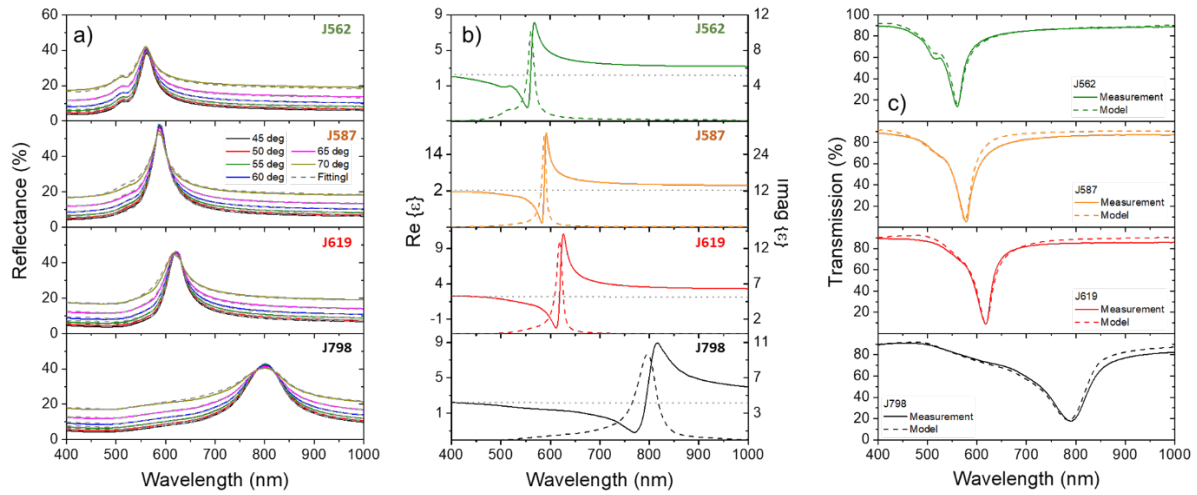 a)
J562
60
40
20
0
J587
45 deg
50 deg
55 deg
60 deg
65 deg
70 deg
Fittingl
40
20
0
J619
40
20
0
J798
40
20
0
400 500 600 700 800 900 1000
Wavelength (nm)
Reflectance (%)
b)
J562
9
5
1
12
8
4
J587
14
2
24
12
J619
9
4
-1
12
7
2
J798
9
5
1
11
7
3
400 500 600 700 800 900 1000
Wavelength (nm)
Re {ε}
Imag {ε}
c)
100
80
60
40
20
J562
Measurement
Model
80
60
40
20
J587
Measurement
Model
80
60
40
20
J619
Measurement
Model
80
60
40
20
J798
Measurement
Model
400 500 600 700 800 900 1000
Wavelength (nm)
Transmission (%)